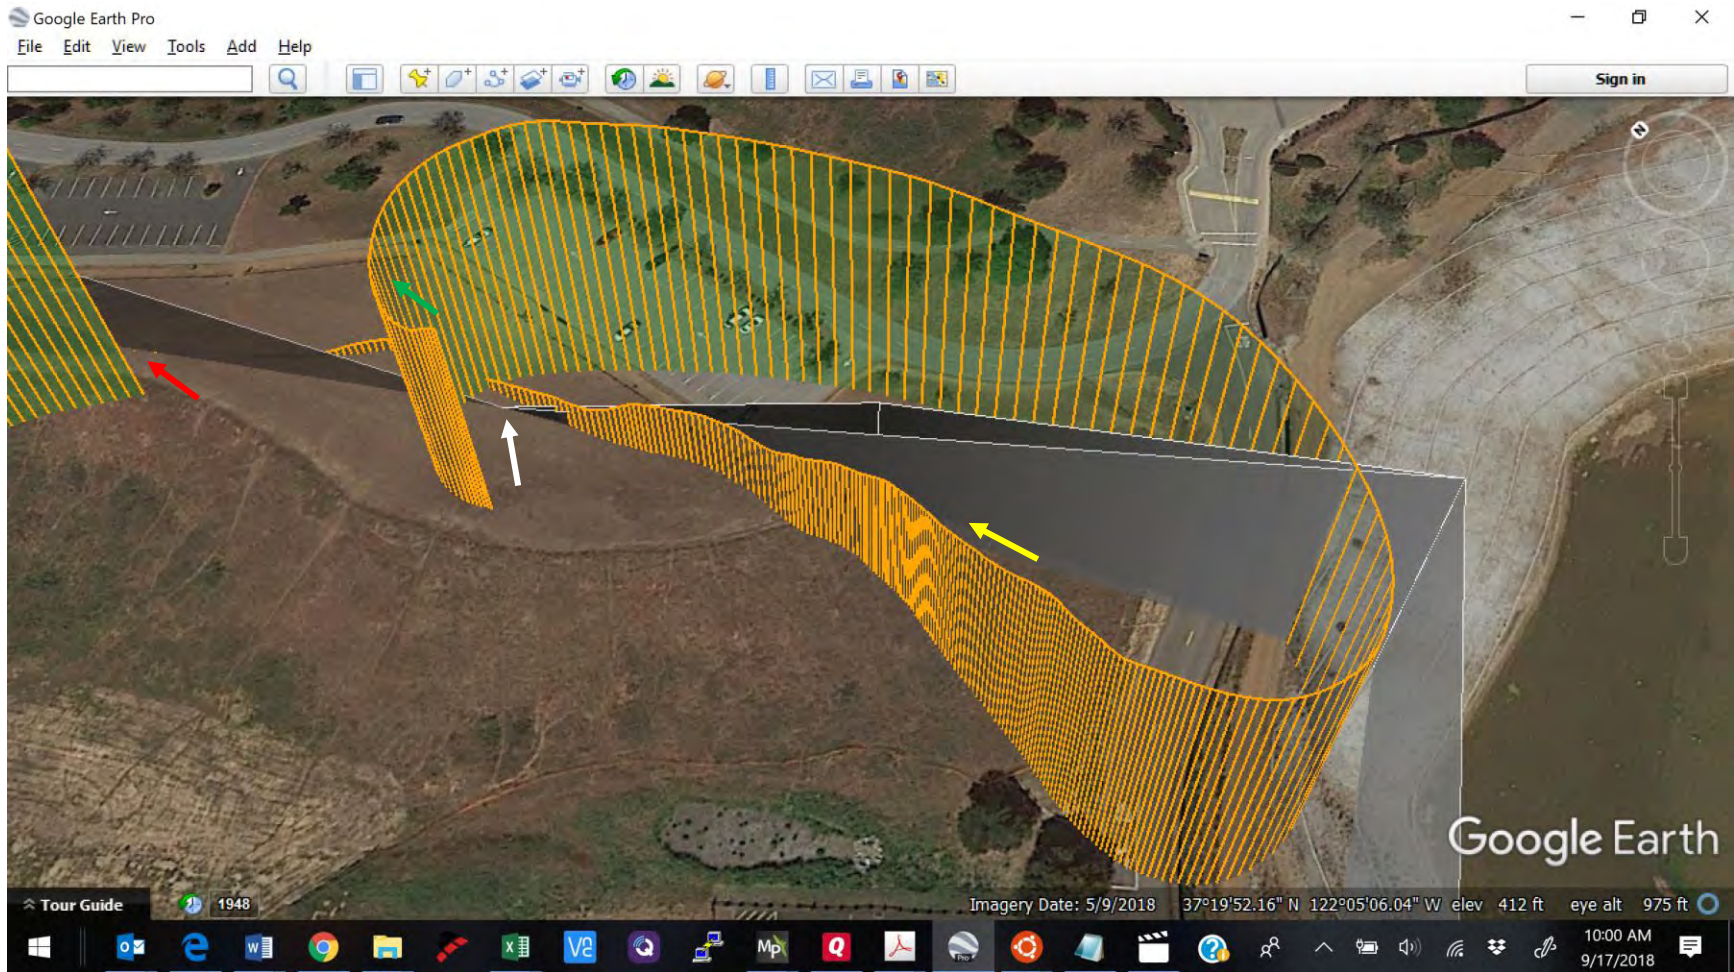 Google Earth Pro
File Edit View Tools Add Help
Sign in
N
Google Earth
Tour Guide 1948 Imagery Date: 5/9/2018 37°19'52.16" N 122°05'06.04" W elev 412 ft eye alt 975 ft
10:00 AM
9/17/2018